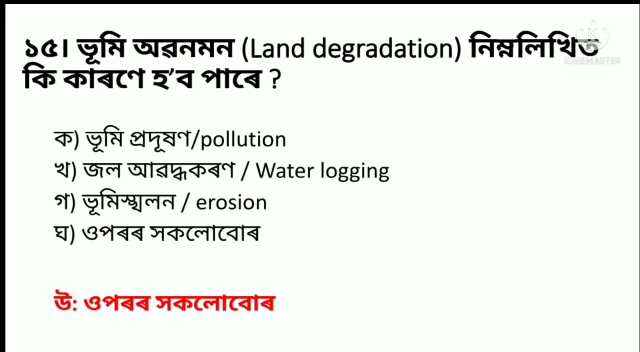 ১৫। ভূমি অৱনমন (Land degradation) নিম্নলিখিত
কি কাৰণে হ’ব পাৰে ?
ক) ভূমি প্ৰদূষণ/pollution
খ) জল আৱদ্ধকৰণ / Water logging
গ) ভূমিস্খলন / erosion
ঘ) ওপৰৰ সকলোবোৰ
উ: ওপৰৰ সকলোবোৰ
KINEMASTER